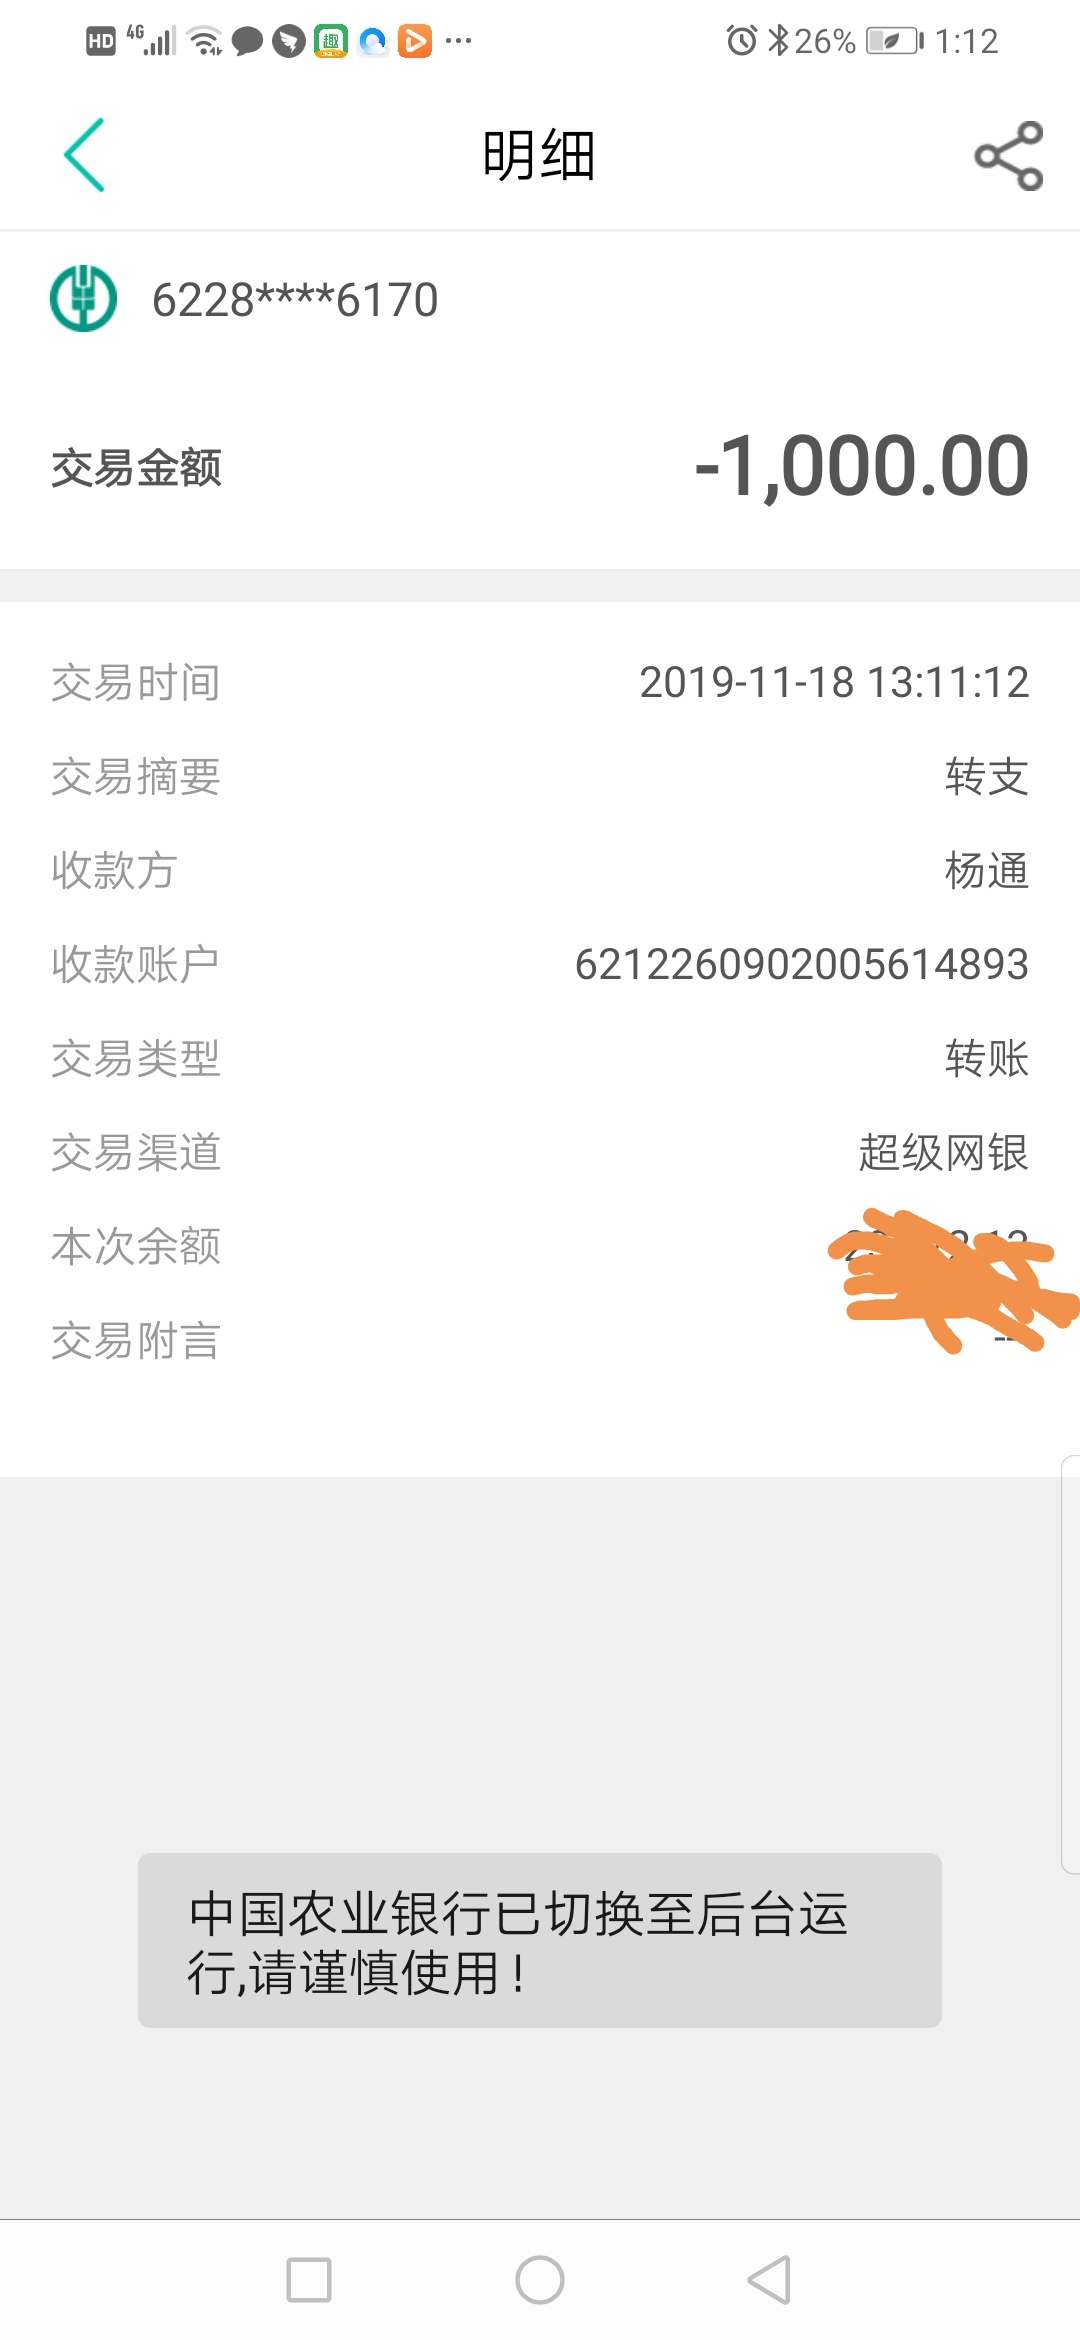 HD 4G 趣 26% 1:12
明细
6228****6170
交易金额 -1,000.00
交易时间 2019-11-18 13:11:12
交易摘要 转支
收款方 杨通
收款账户 6212260902005614893
交易类型 转账
交易渠道 超级网银
本次余额
交易附言 --
中国农业银行已切换至后台运
行,请谨慎使用!